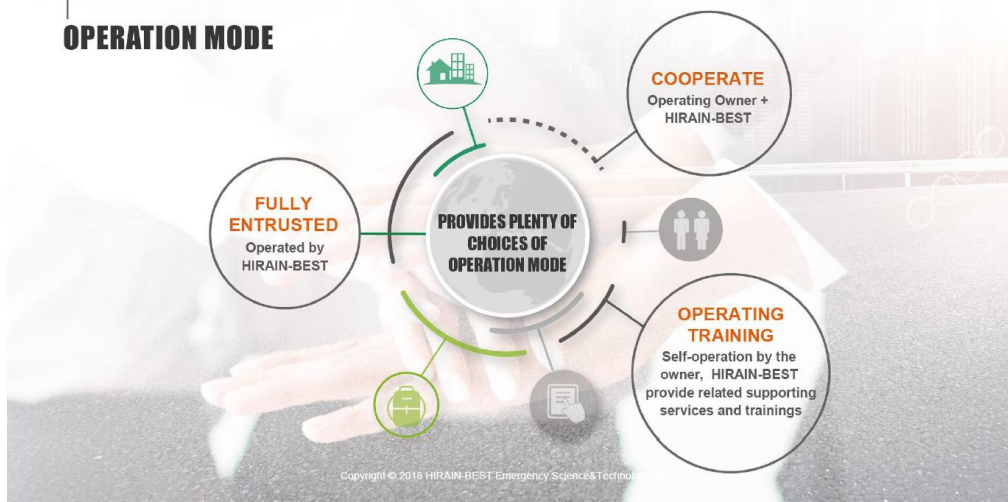 OPERATION MODE
COOPERATE
Operating Owner +
HIRAIN-BEST
FULLY
ENTRUSTED
Operated by
HIRAIN-BEST
PROVIDES PLENTY OF
CHOICES OF
OPERATION MODE
OPERATING
TRAINING
Self-operation by the
owner, HIRAIN-BEST
provide related supporting
services and trainings
Copyright © 2018 HIRAIN-BEST Emergency